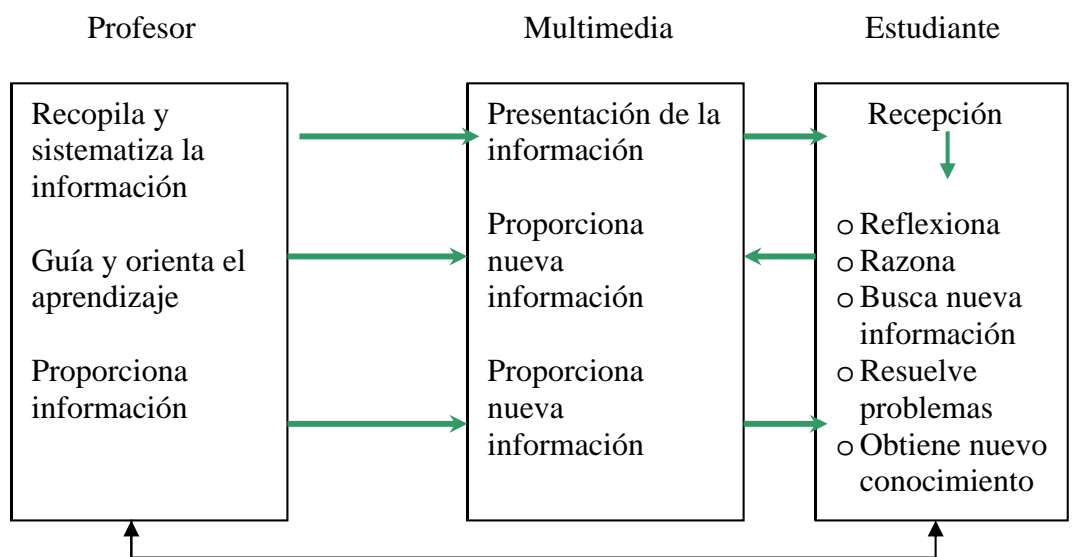 Profesor
Multimedia
Estudiante
Recopila y
sistematiza la
información
Guía y orienta el
aprendizaje
Proporciona
información
Presentación de la
información
Proporciona
nueva
información
Proporciona
nueva
información
Recepción
o Reflexiona
o Razona
o Busca nueva
información
o Resuelve
problemas
o Obtiene nuevo
conocimiento